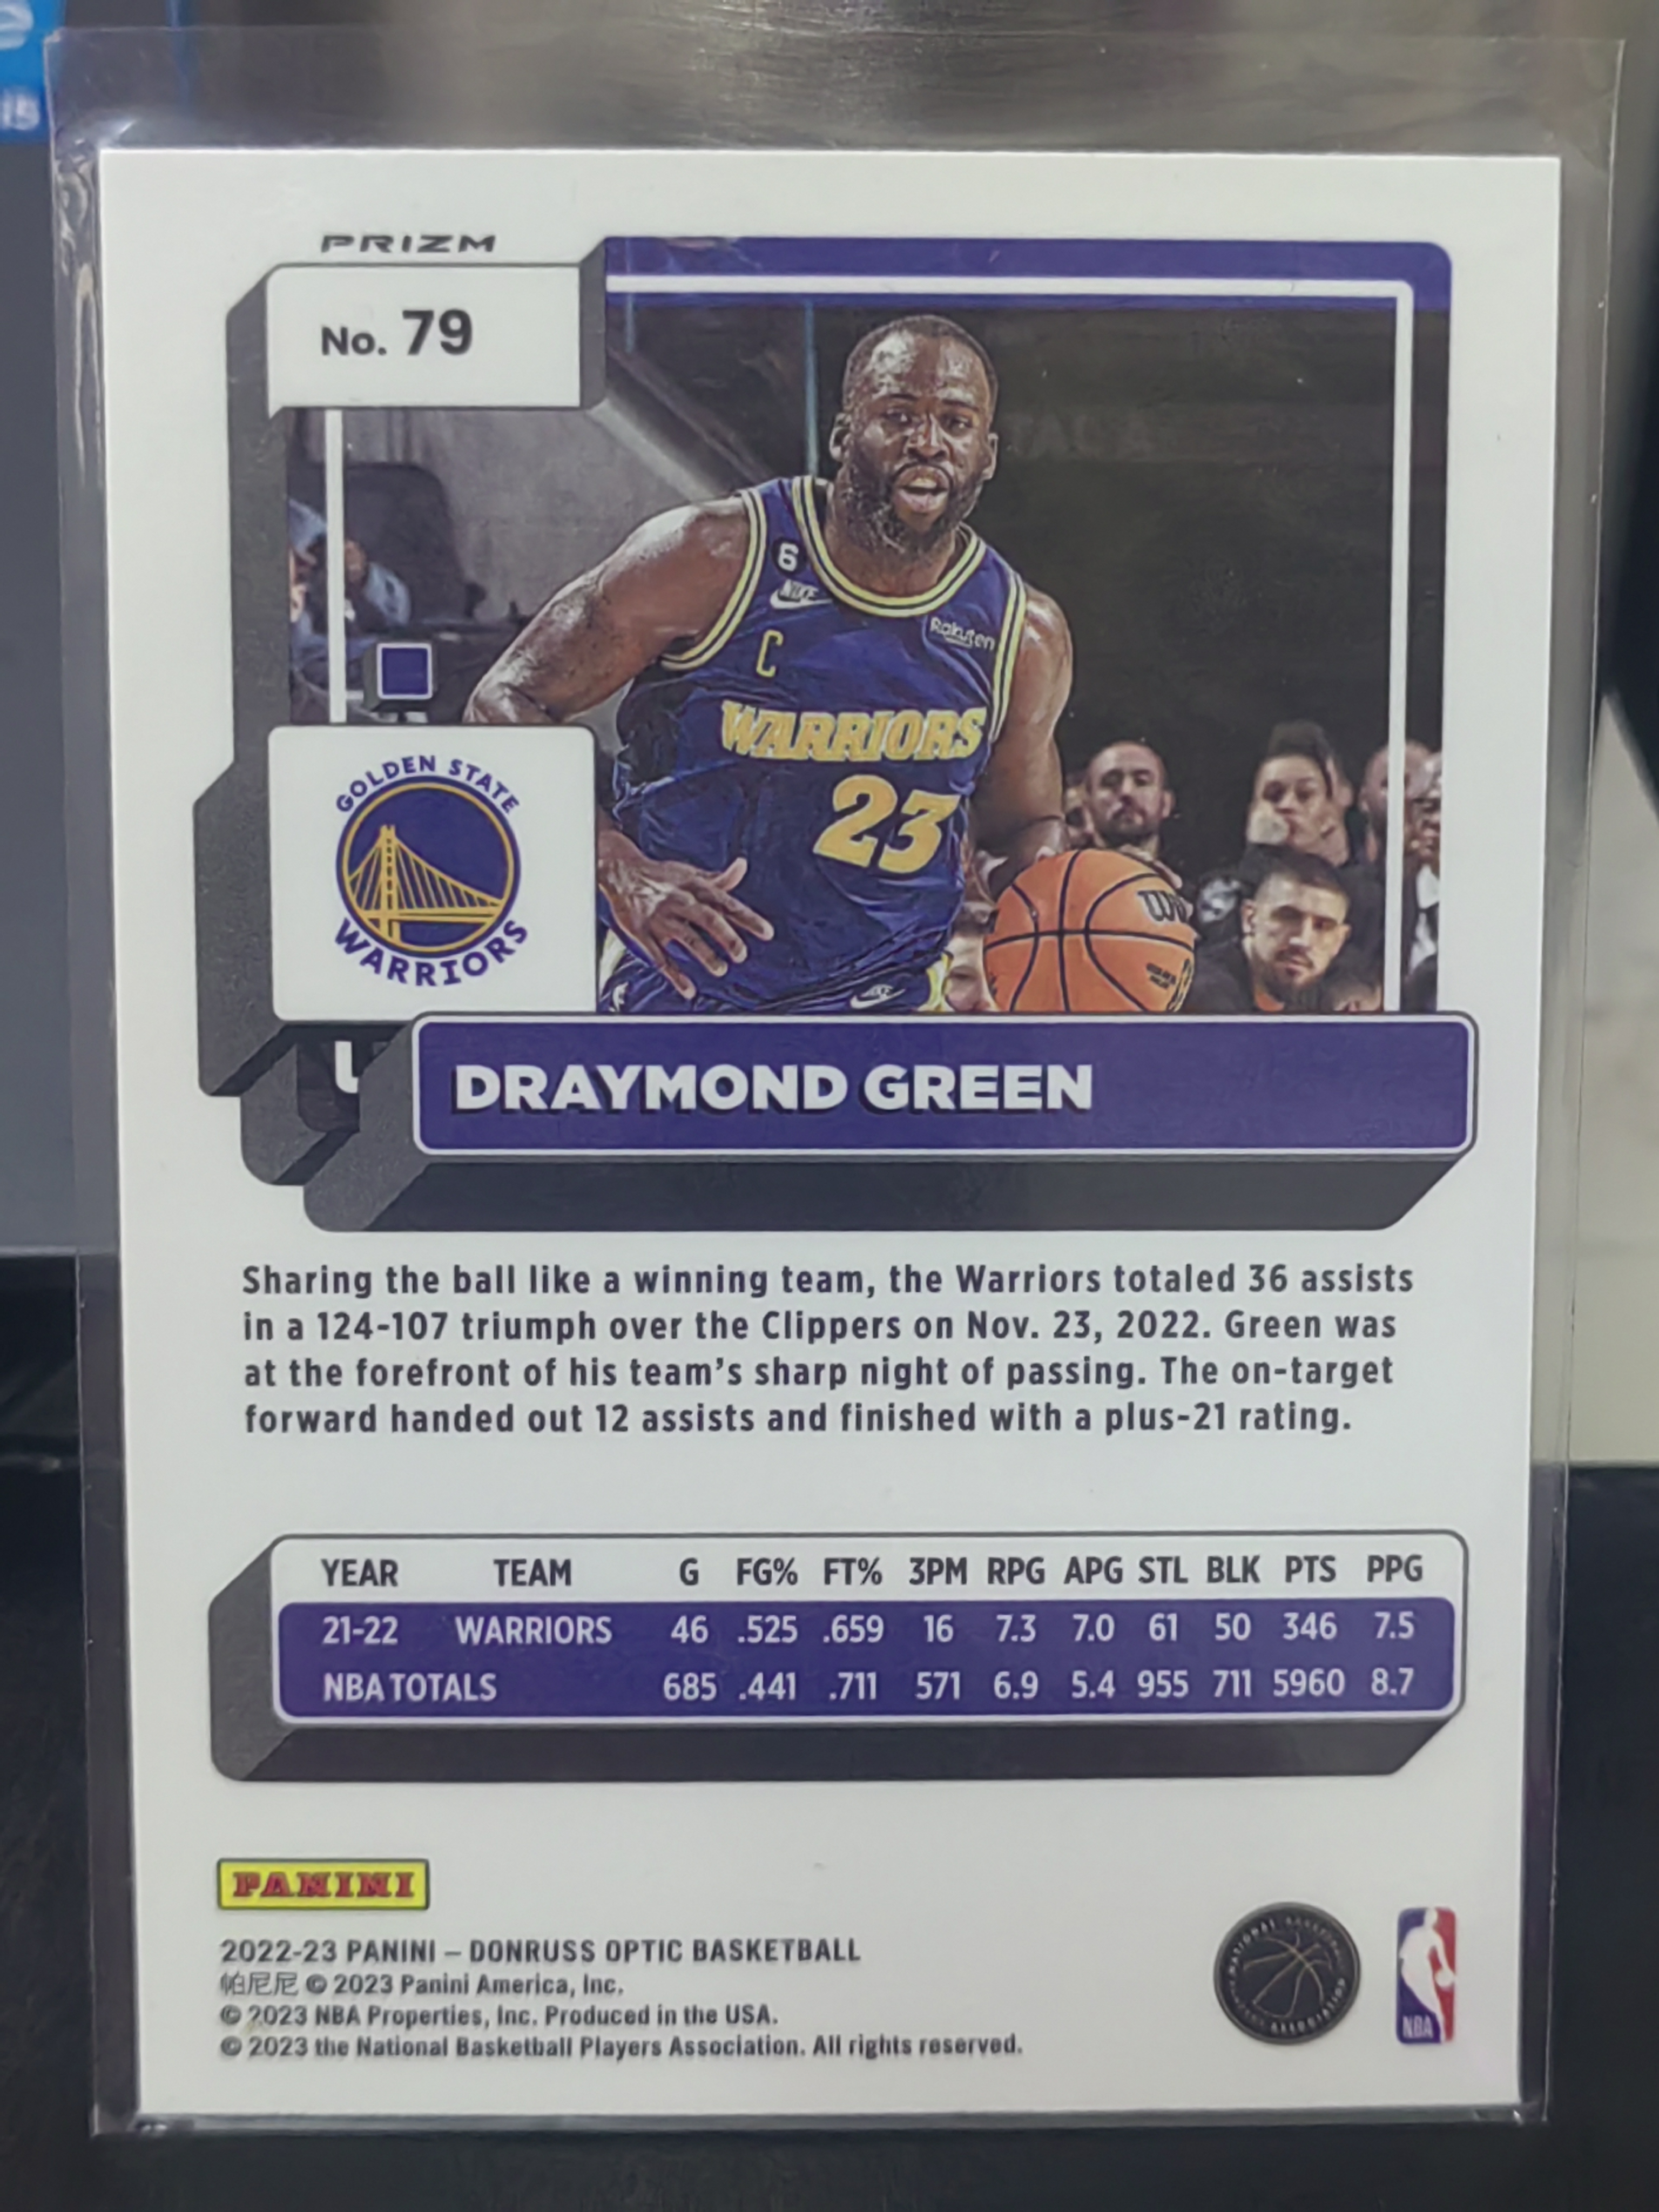 PRIZM
No. 79
6
NIKE
C
Rakuten
WARRIORS
23
GOLDEN STATE
WARRIORS
DRAYMOND GREEN
Sharing the ball like a winning team, the Warriors totaled 36 assists
in a 124-107 triumph over the Clippers on Nov. 23, 2022. Green was
at the forefront of his team's sharp night of passing. The on-target
forward handed out 12 assists and finished with a plus-21 rating.
YEAR TEAM G FG% FT% 3PM RPG APG STL BLK PTS PPG
21-22 WARRIORS 46 .525 .659 16 7.3 7.0 61 50 346 7.5
NBA TOTALS 685 .441 .711 571 6.9 5.4 955 711 5960 8.7
PANINI
2022-23 PANINI – DONRUSS OPTIC BASKETBALL
帕尼尼 © 2023 Panini America, Inc.
© 2023 NBA Properties, Inc. Produced in the USA.
© 2023 the National Basketball Players Association. All rights reserved.
NATIONAL BASKETBALL
ASSOCIATION
NBA